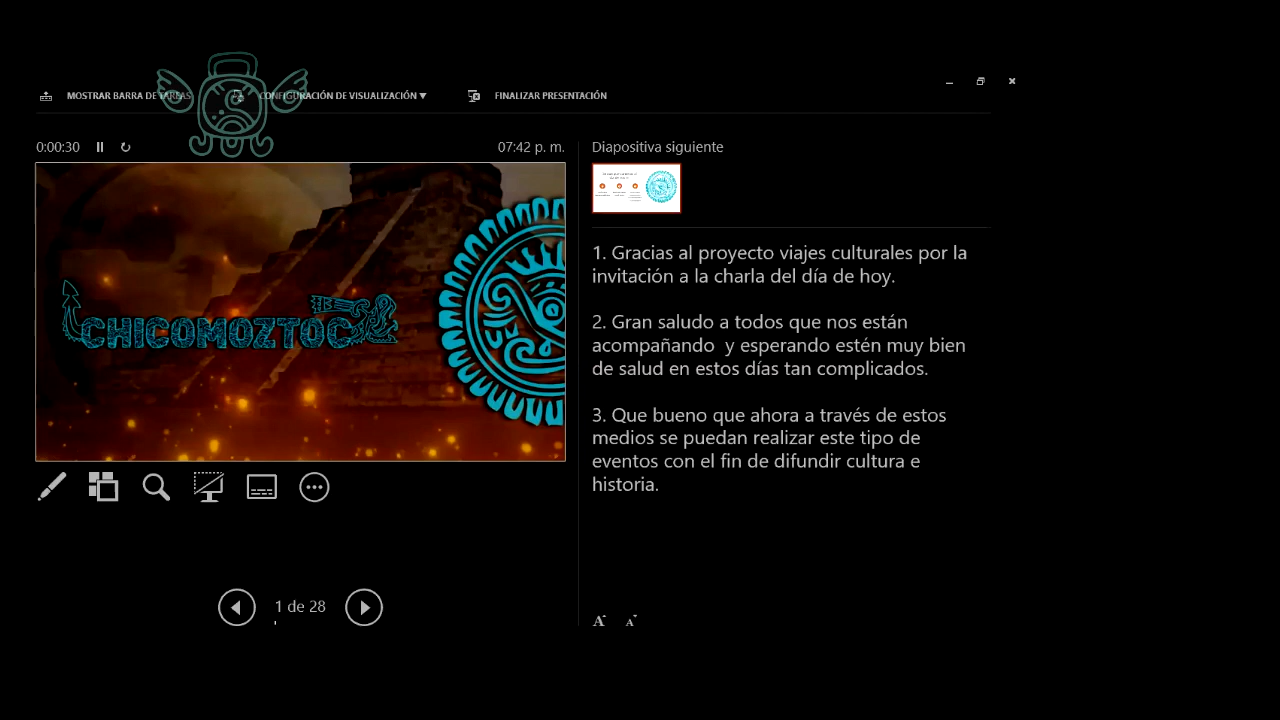 MOSTRAR BARRA DE TAREAS
CONFIGURACIÓN DE VISUALIZACIÓN ▼
FINALIZAR PRESENTACIÓN
0:00:30
07:42 p. m.
CHICOMOZTOC
1 de 28
Diapositiva siguiente
1. Gracias al proyecto viajes culturales por la
invitación a la charla del día de hoy.
2. Gran saludo a todos que nos están
acompañando y esperando estén muy bien
de salud en estos días tan complicados.
3. Que bueno que ahora a través de estos
medios se puedan realizar este tipo de
eventos con el fin de difundir cultura e
historia.
A A